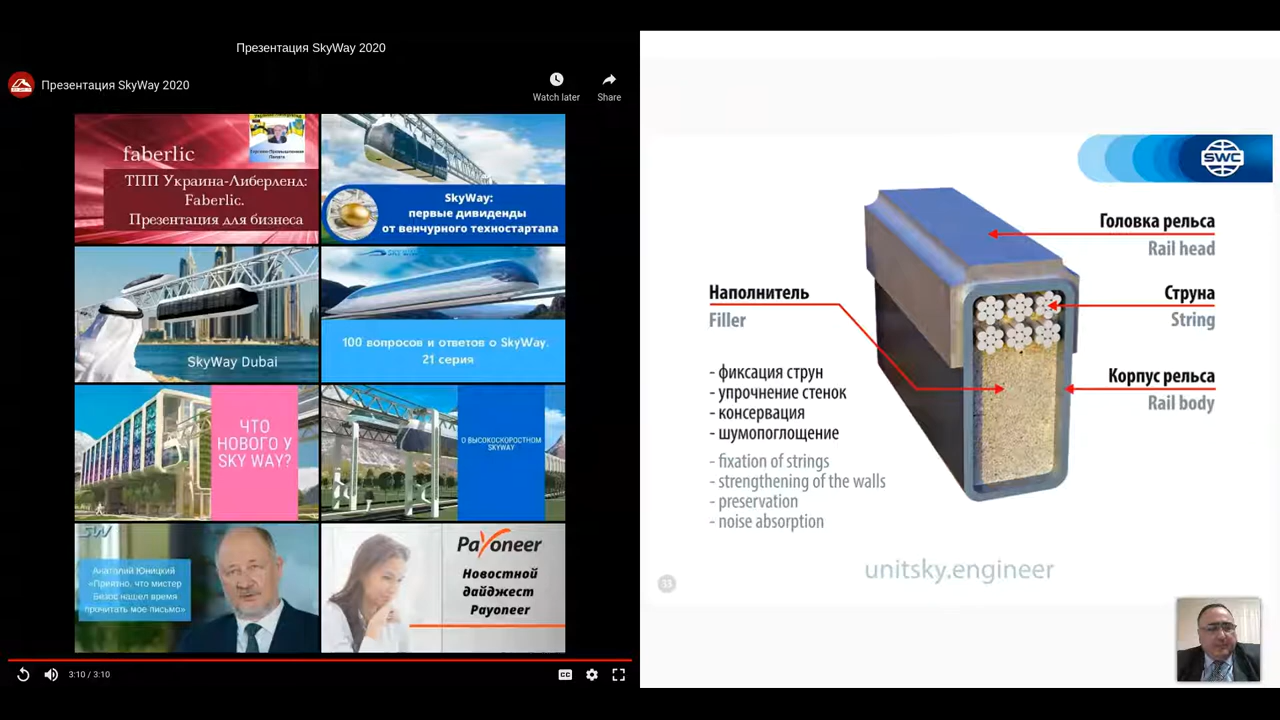 Презентация SkyWay 2020
Презентация SkyWay 2020
Watch later
Share
faberlic
ТПП Украина-Либерленд:
Faberlic.
Презентация для бизнеса
SkyWay:
первые дивиденды
от венчурного техностартапа
SkyWay Dubai
100 вопросов и ответов о SkyWay.
21 серия
ЧТО
НОВОГО У
SKY WAY?
О ВЫСОКОСКОРОСТНОМ
SKYWAY
SW
Анатолий Юницкий
«Приятно, что мистер
Безос нашел время
прочитать мое письмо»
Payoneer
Новостной
дайджест
Payoneer
3:10 / 3:10
CC
SWC
Головка рельса
Rail head
Наполнитель
Filler
Струна
String
Корпус рельса
Rail body
- фиксация струн
- упрочнение стенок
- консервация
- шумопоглощение
- fixation of strings
- strengthening of the walls
- preservation
- noise absorption
unitsky.engineer
33